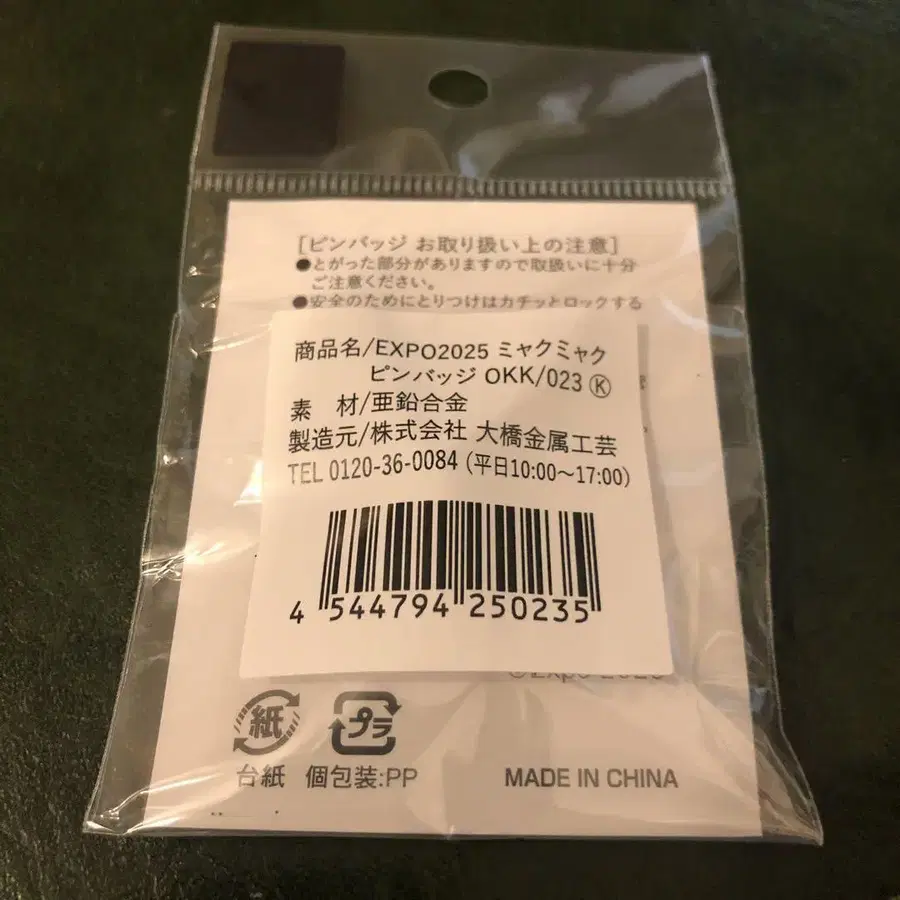 [ピンバッジ お取り扱い上の注意]
●とがった部分がありますので取扱いに十分
ご注意ください。
●安全のためにとりつけはカチッとロックする
商品名/EXPO2025 ミャクミャク
ピンバッジ OKK/023 Ⓚ
素 材/亜鉛合金
製造元/株式会社 大橋金属工芸
TEL 0120-36-0084 (平日10:00～17:00)
4 544794 250235
©Expo 2025
紙 プラ
台紙 個包装:PP MADE IN CHINA